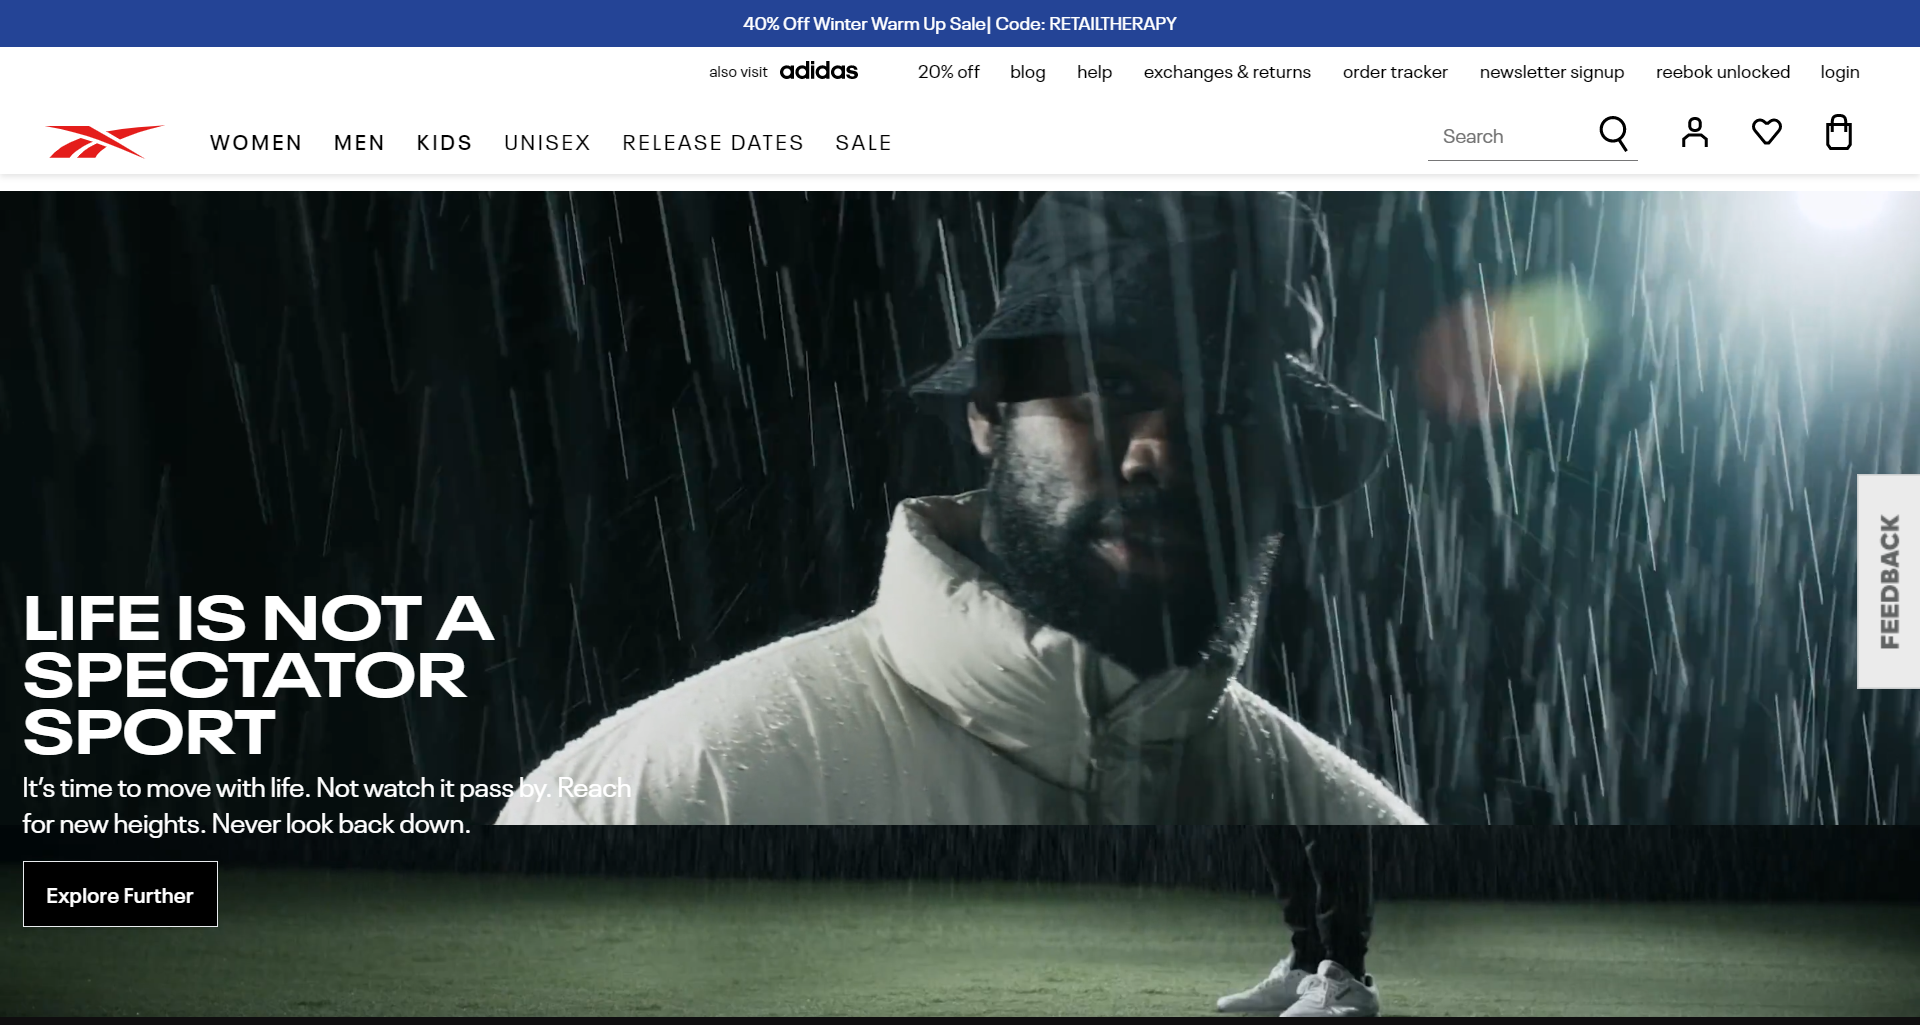 40% Off Winter Warm Up Sale| Code: RETAILTHERAPY
also visit adidas 20% off blog help exchanges & returns order tracker newsletter signup reebok unlocked login
WOMEN MEN KIDS UNISEX RELEASE DATES SALE Search
FEEDBACK
LIFE IS NOT A
SPECTATOR
SPORT
It's time to move with life. Not watch it pass by. Reach
for new heights. Never look back down.
Explore Further